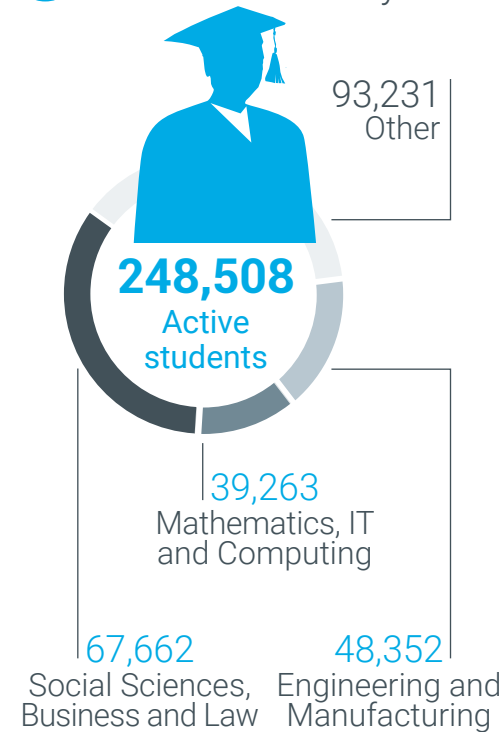 93,231
Other
248,508
Active
students
39,263
Mathematics, IT
and Computing
67,662
Social Sciences,
Business and Law
48,352
Engineering and
Manufacturing